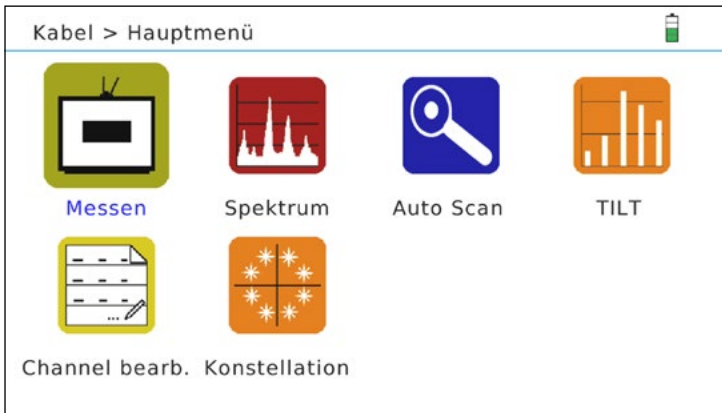 Kabel > Hauptmenü
Messen
Spektrum
Auto Scan
TILT
Channel bearb.
Konstellation